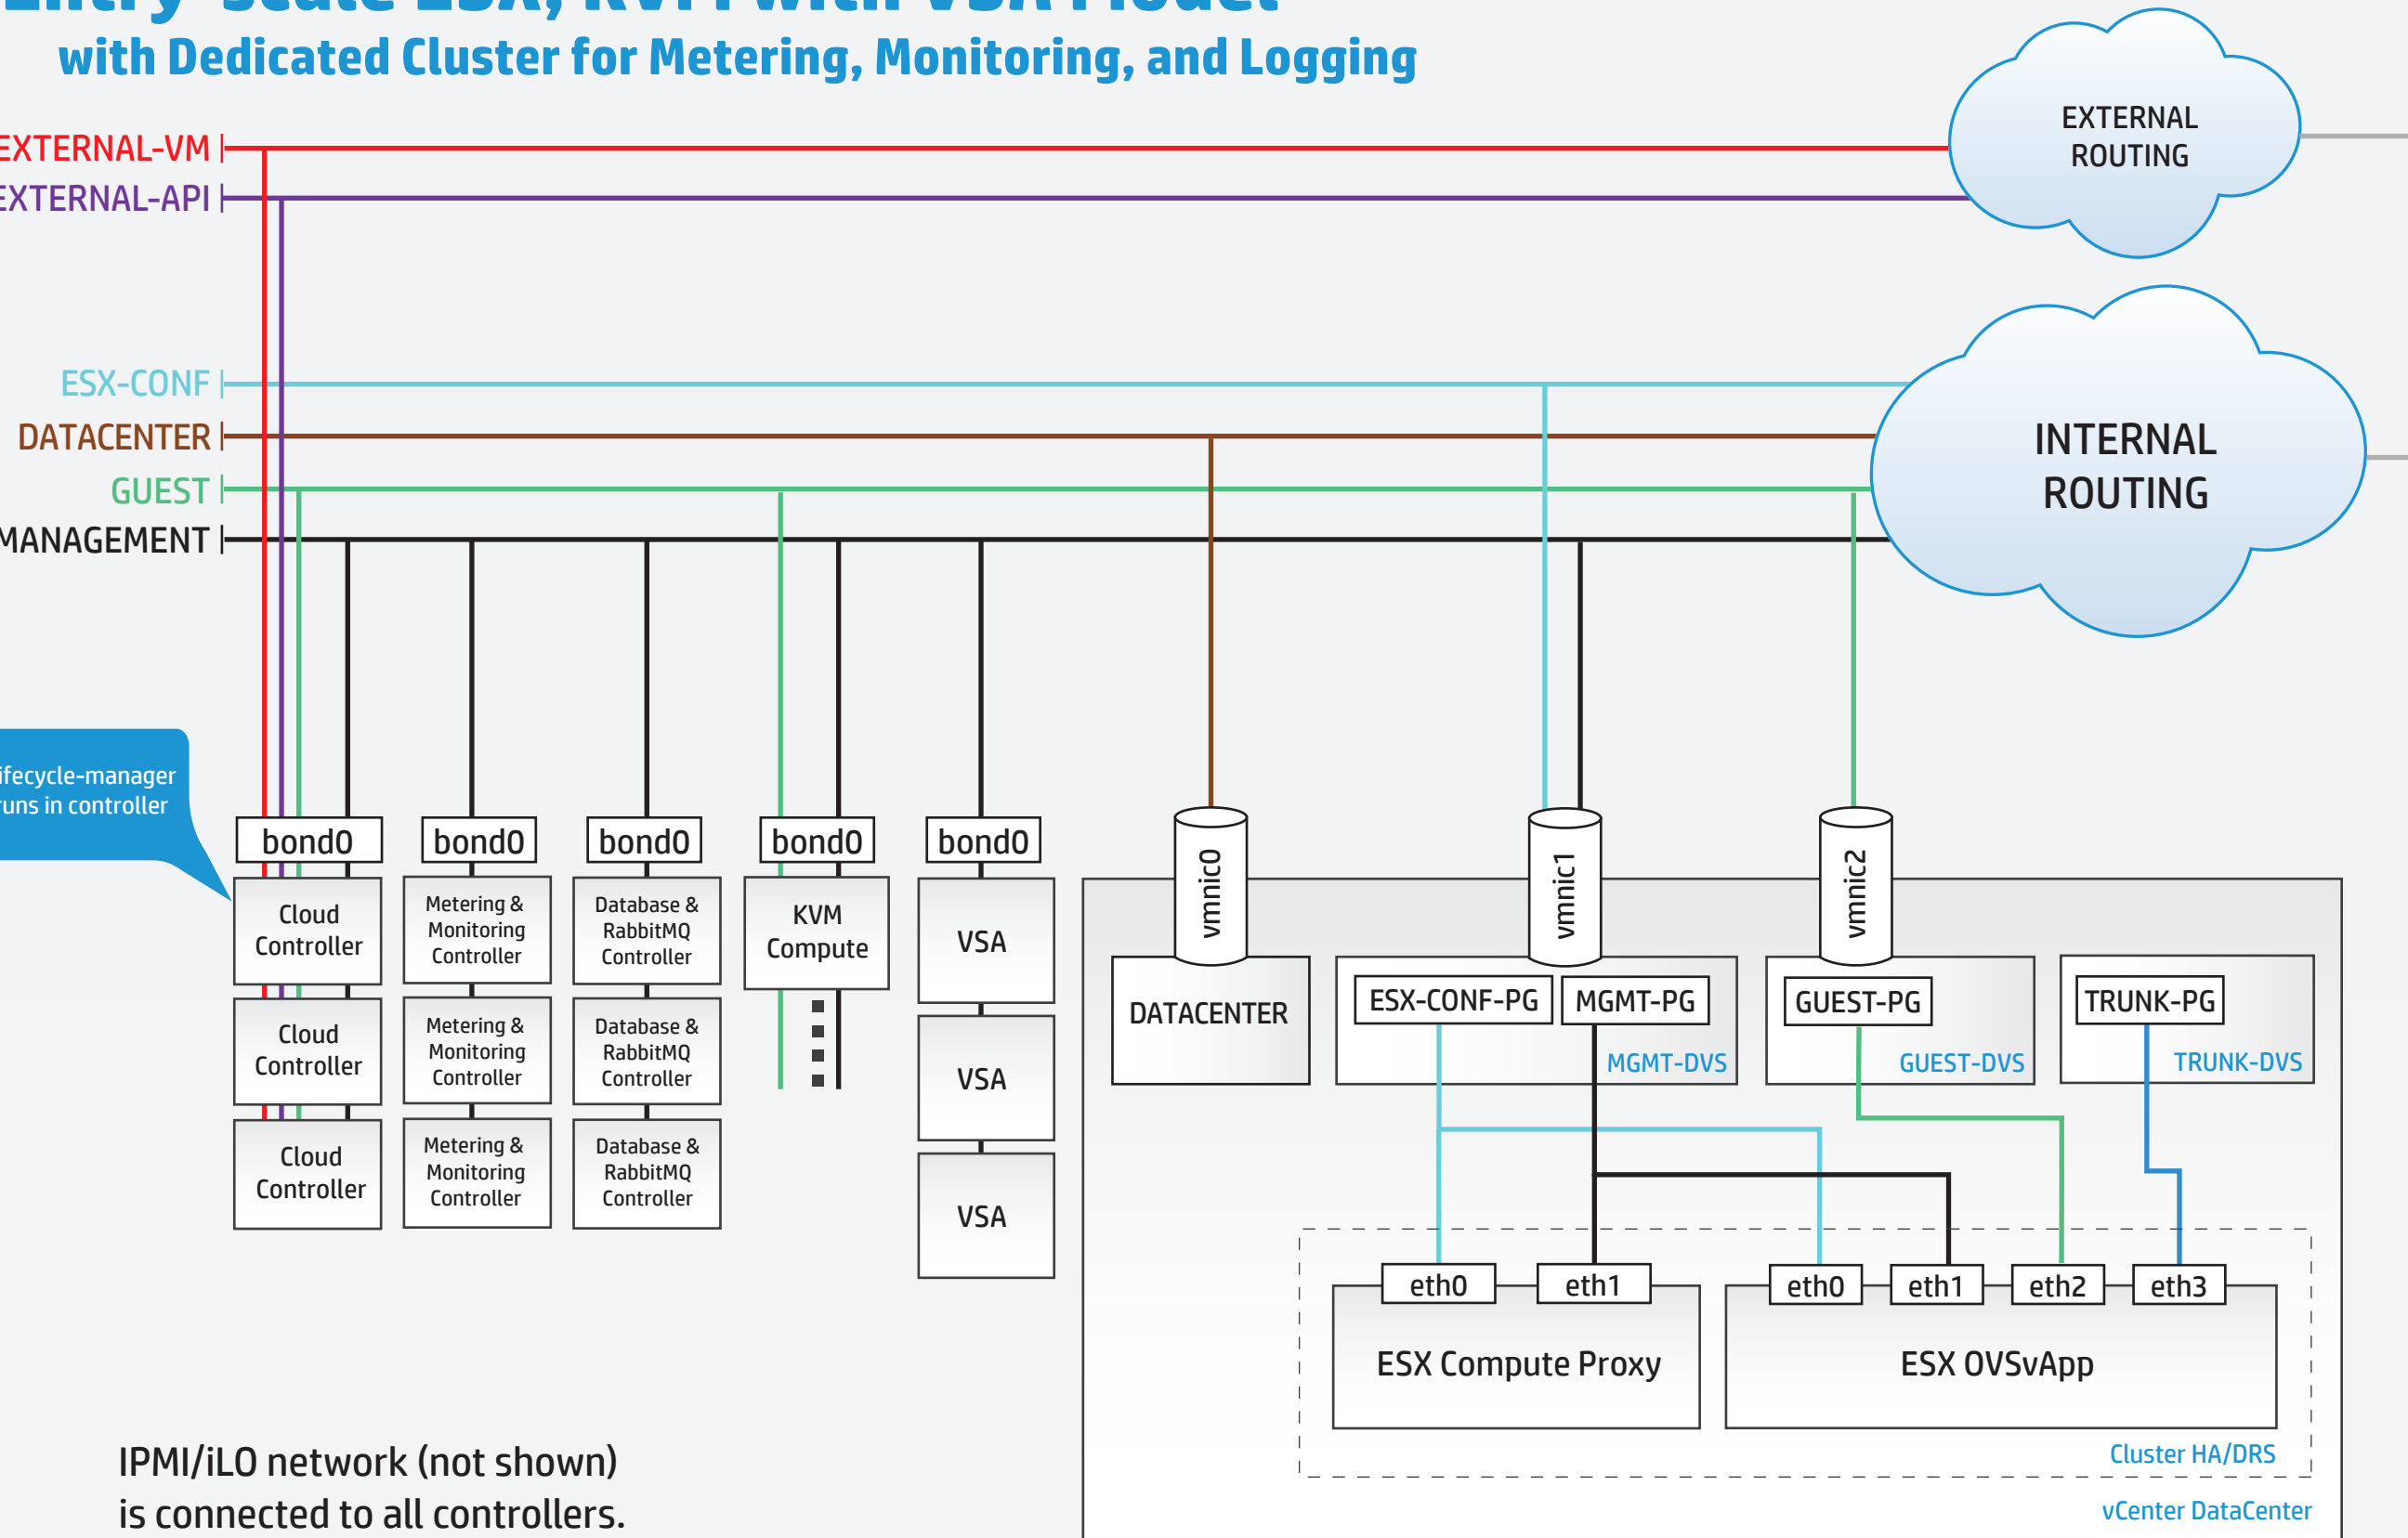 with Dedicated Cluster for Metering, Monitoring, and Logging
EXTERNAL-VM
EXTERNAL-API
ESX-CONF
DATACENTER
GUEST
MANAGEMENT
EXTERNAL
ROUTING
INTERNAL
ROUTING
ifecycle-manager
runs in controller
bond0
bond0
bond0
bond0
bond0
vmnic0
vmnic1
vmnic2
Cloud
Controller
Cloud
Controller
Cloud
Controller
Metering &
Monitoring
Controller
Metering &
Monitoring
Controller
Metering &
Monitoring
Controller
Database &
RabbitMQ
Controller
Database &
RabbitMQ
Controller
Database &
RabbitMQ
Controller
KVM
Compute
VSA
VSA
VSA
DATACENTER
ESX-CONF-PG
MGMT-PG
MGMT-DVS
GUEST-PG
GUEST-DVS
TRUNK-PG
TRUNK-DVS
eth0
eth1
ESX Compute Proxy
eth0
eth1
eth2
eth3
ESX OVSvApp
Cluster HA/DRS
vCenter DataCenter
IPMI/iLO network (not shown)
is connected to all controllers.